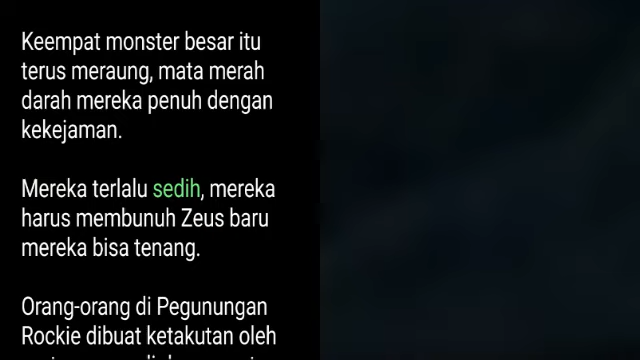 Keempat monster besar itu
terus meraung, mata merah
darah mereka penuh dengan
kekejaman.
Mereka terlalu sedih, mereka
harus membunuh Zeus baru
mereka bisa tenang.
Orang-orang di Pegunungan
Rockie dibuat ketakutan oleh